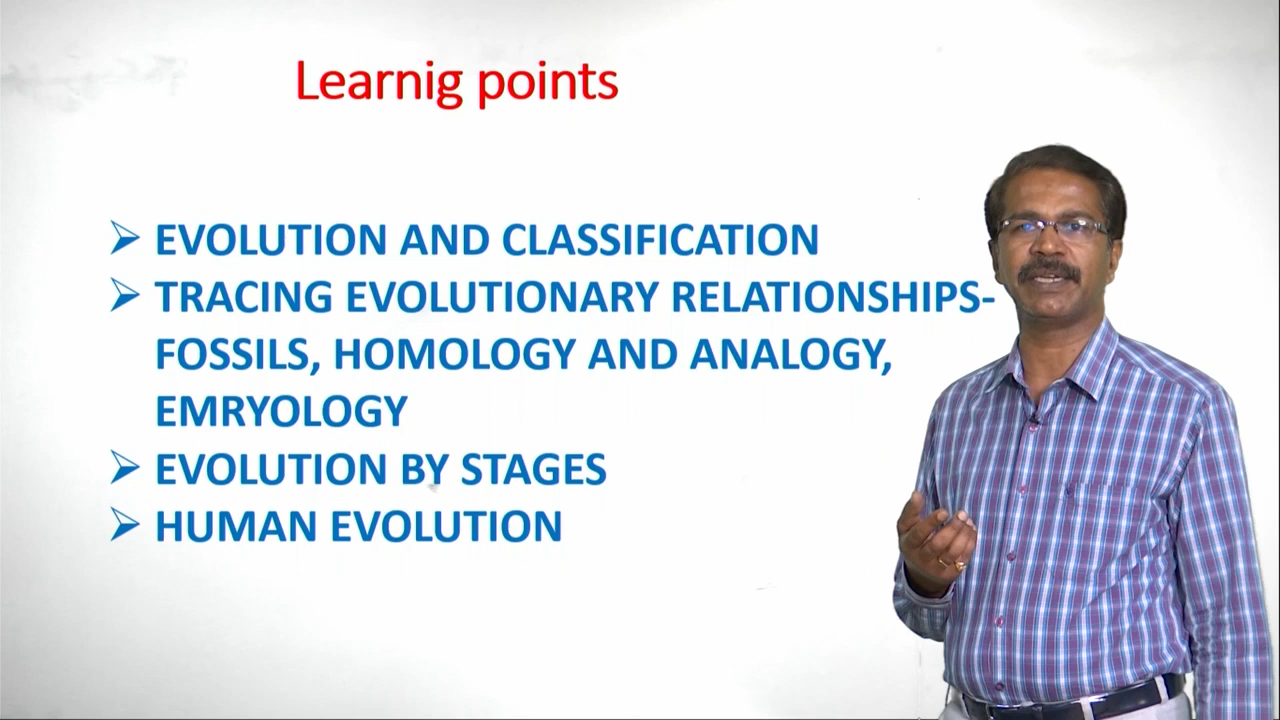 Learnig points
EVOLUTION AND CLASSIFICATION
TRACING EVOLUTIONARY RELATIONSHIPS-
FOSSILS, HOMOLOGY AND ANALOGY,
EMRYOLOGY
EVOLUTION BY STAGES
HUMAN EVOLUTION